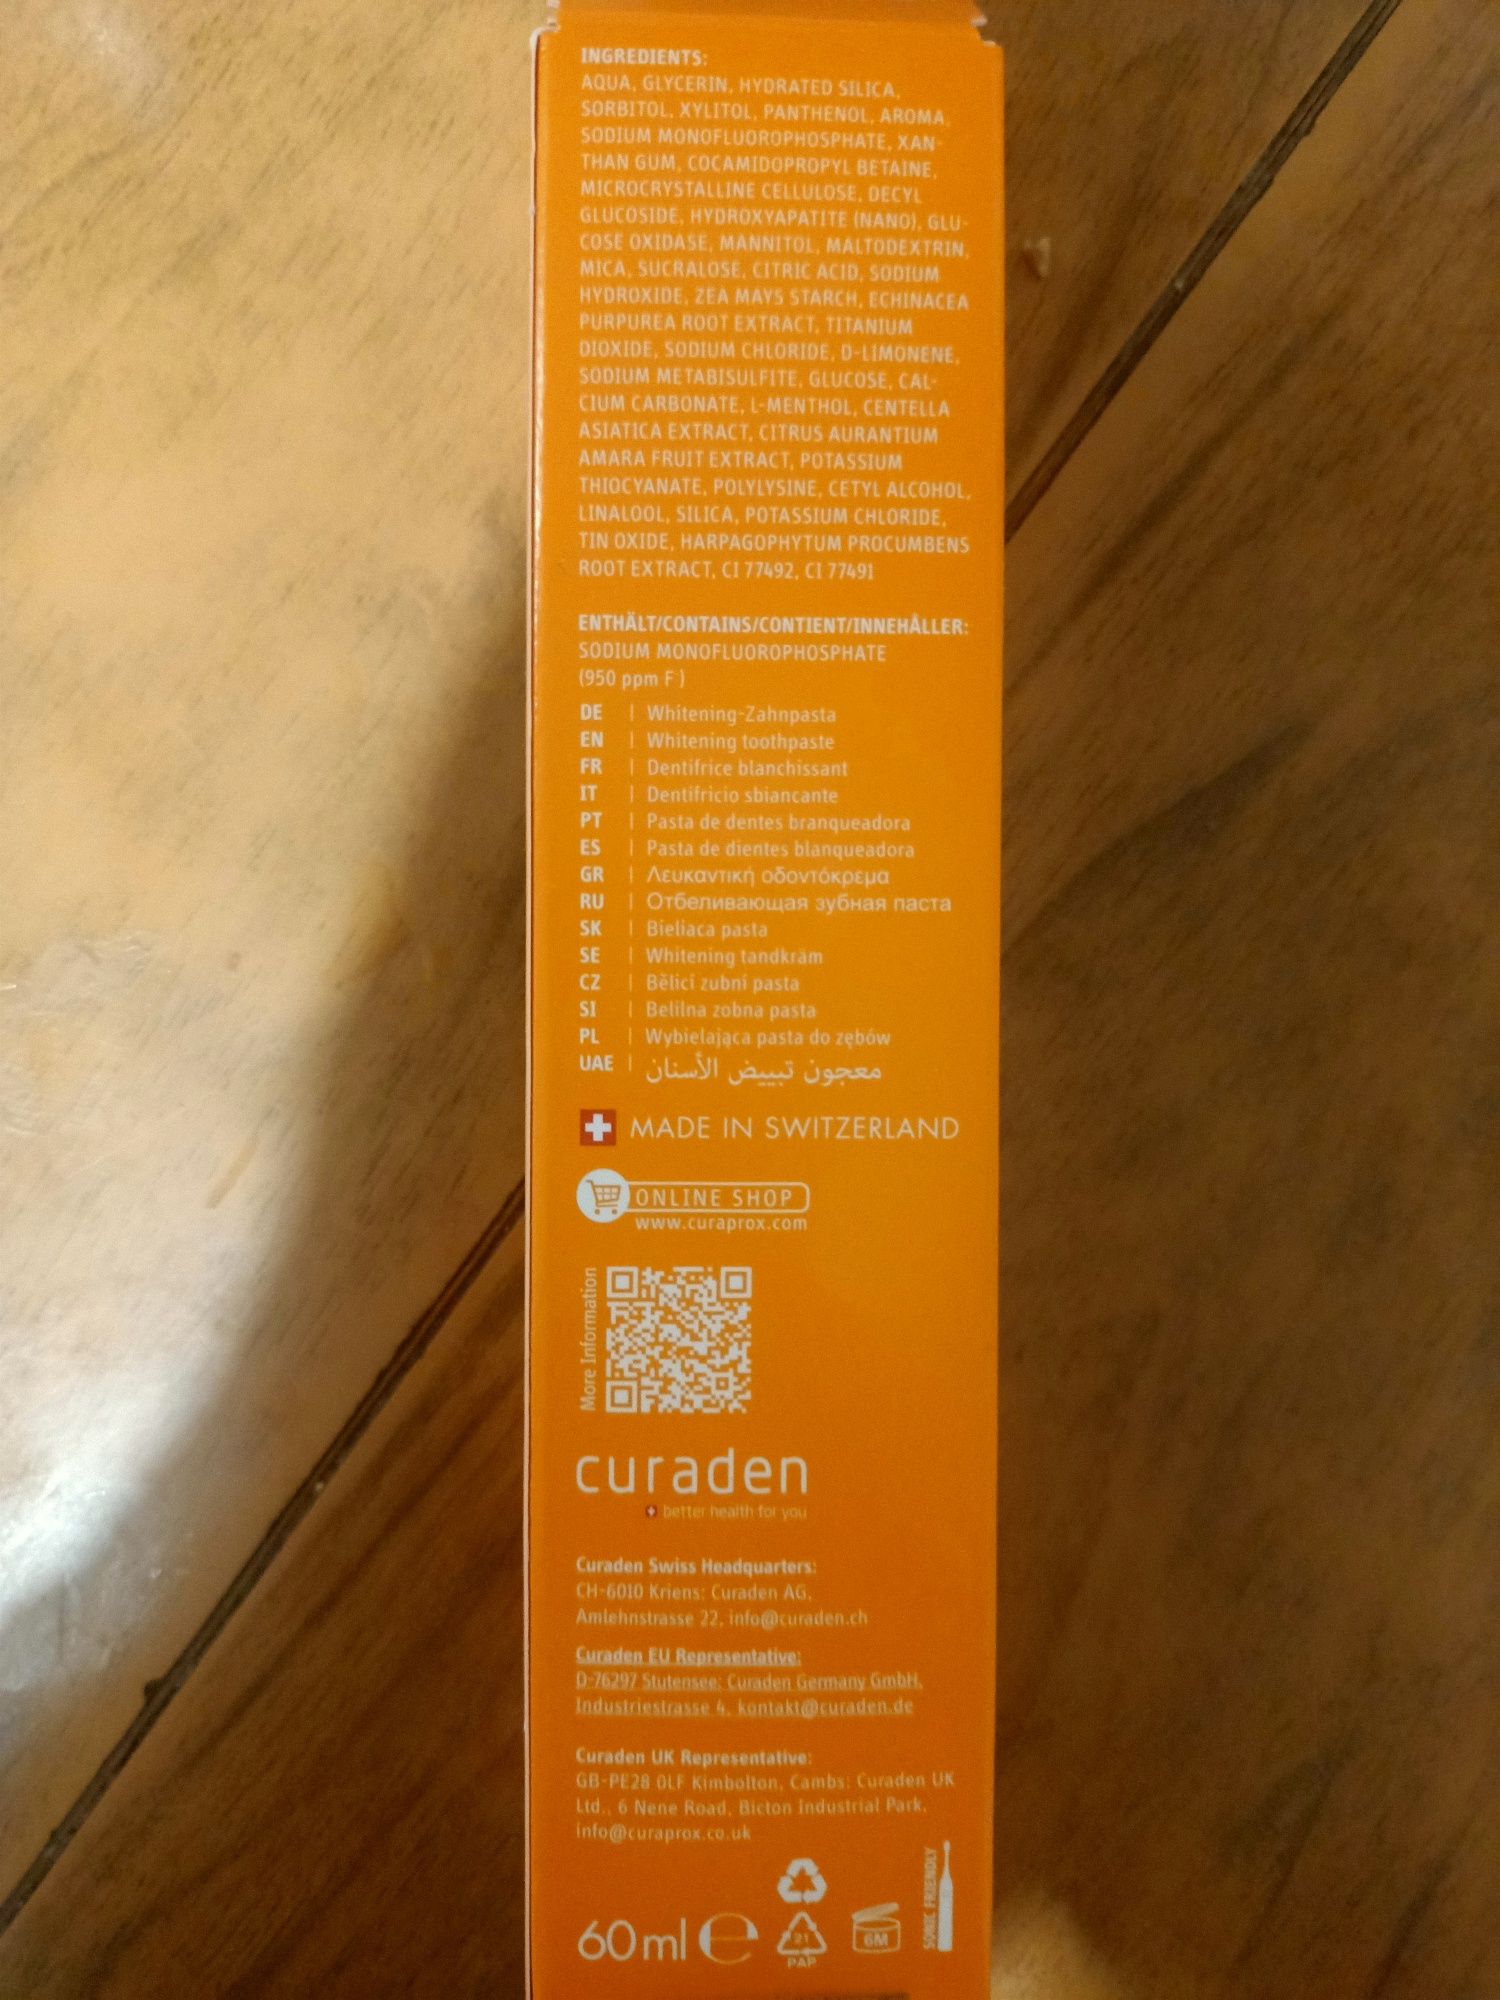 INGREDIENTS:
AQUA, GLYCERIN, HYDRATED SILICA,
SORBITOL, XYLITOL, PANTHENOL, AROMA,
SODIUM MONOFLUOROPHOSPHATE, XAN-
THAN GUM, COCAMIDOPROPYL BETAINE,
MICROCRYSTALLINE CELLULOSE, DECYL
GLUCOSIDE, HYDROXYAPATITE (NANO), GLU-
COSE OXIDASE, MANNITOL, MALTODEXTRIN,
MICA, SUCRALOSE, CITRIC ACID, SODIUM
HYDROXIDE, ZEA MAYS STARCH, ECHINACEA
PURPUREA ROOT EXTRACT, TITANIUM
DIOXIDE, SODIUM CHLORIDE, D-LIMONENE,
SODIUM METABISULFITE, GLUCOSE, CAL-
CIUM CARBONATE, L-MENTHOL, CENTELLA
ASIATICA EXTRACT, CITRUS AURANTIUM
AMARA FRUIT EXTRACT, POTASSIUM
THIOCYANATE, POLYLYSINE, CETYL ALCOHOL,
LINALOOL, SILICA, POTASSIUM CHLORIDE,
TIN OXIDE, HARPAGOPHYTUM PROCUMBENS
ROOT EXTRACT, CI 77492, CI 77491
ENTHÄLT/CONTAINS/CONTIENT/INNEHÅLLER:
SODIUM MONOFLUOROPHOSPHATE
(950 ppm F )
DE | Whitening-Zahnpasta
EN | Whitening toothpaste
FR | Dentifrice blanchissant
IT | Dentifricio sbiancante
PT | Pasta de dentes branqueadora
ES | Pasta de dientes blanqueadora
GR | Λευκαντική οδοντόκρεμα
RU | Отбеливающая зубная паста
SK | Bieliaca pasta
SE | Whitening tandkräm
CZ | Bělicí zubní pasta
SI | Belilna zobna pasta
PL | Wybielająca pasta do zębów
UAE | معجون تبييض الأسنان
MADE IN SWITZERLAND
ONLINE SHOP
www.curaprox.com
More Information
curaden
better health for you
Curaden Swiss Headquarters:
CH-6010 Kriens: Curaden AG,
Amlehnstrasse 22, info@curaden.ch
Curaden EU Representative:
D-76297 Stutensee: Curaden Germany GmbH,
Industriestrasse 4, kontakt@curaden.de
Curaden UK Representative:
GB-PE28 0LF Kimbolton, Cambs: Curaden UK
Ltd., 6 Nene Road, Bicton Industrial Park,
info@curaprox.co.uk
60 ml e
21
PAP
6M
SONIC FRIENDLY